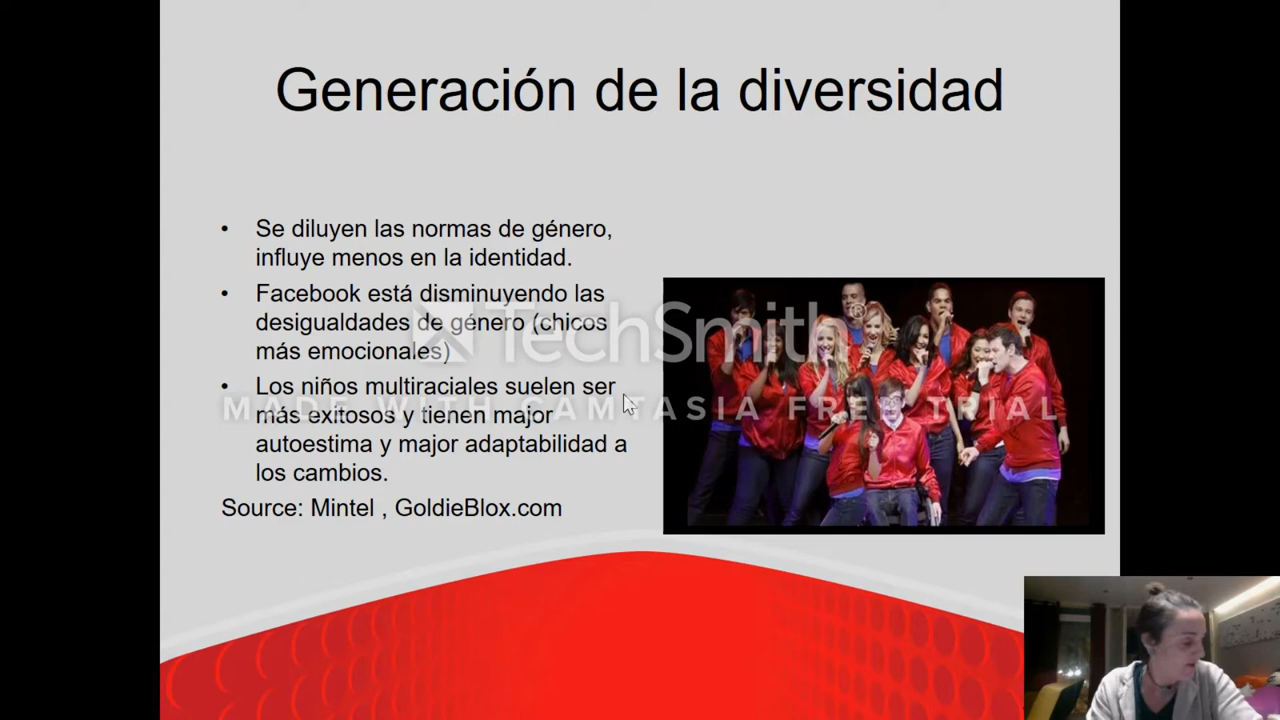 Generación de la diversidad
• Se diluyen las normas de género,
influye menos en la identidad.
• Facebook está disminuyendo las
desigualdades de género (chicos
más emocionales)
• Los niños multiraciales suelen ser
más exitosos y tienen major
autoestima y major adaptabilidad a
los cambios.
Source: Mintel , GoldieBlox.com
TechSmith®
MADE WITH CAMTASIA FREE TRIAL